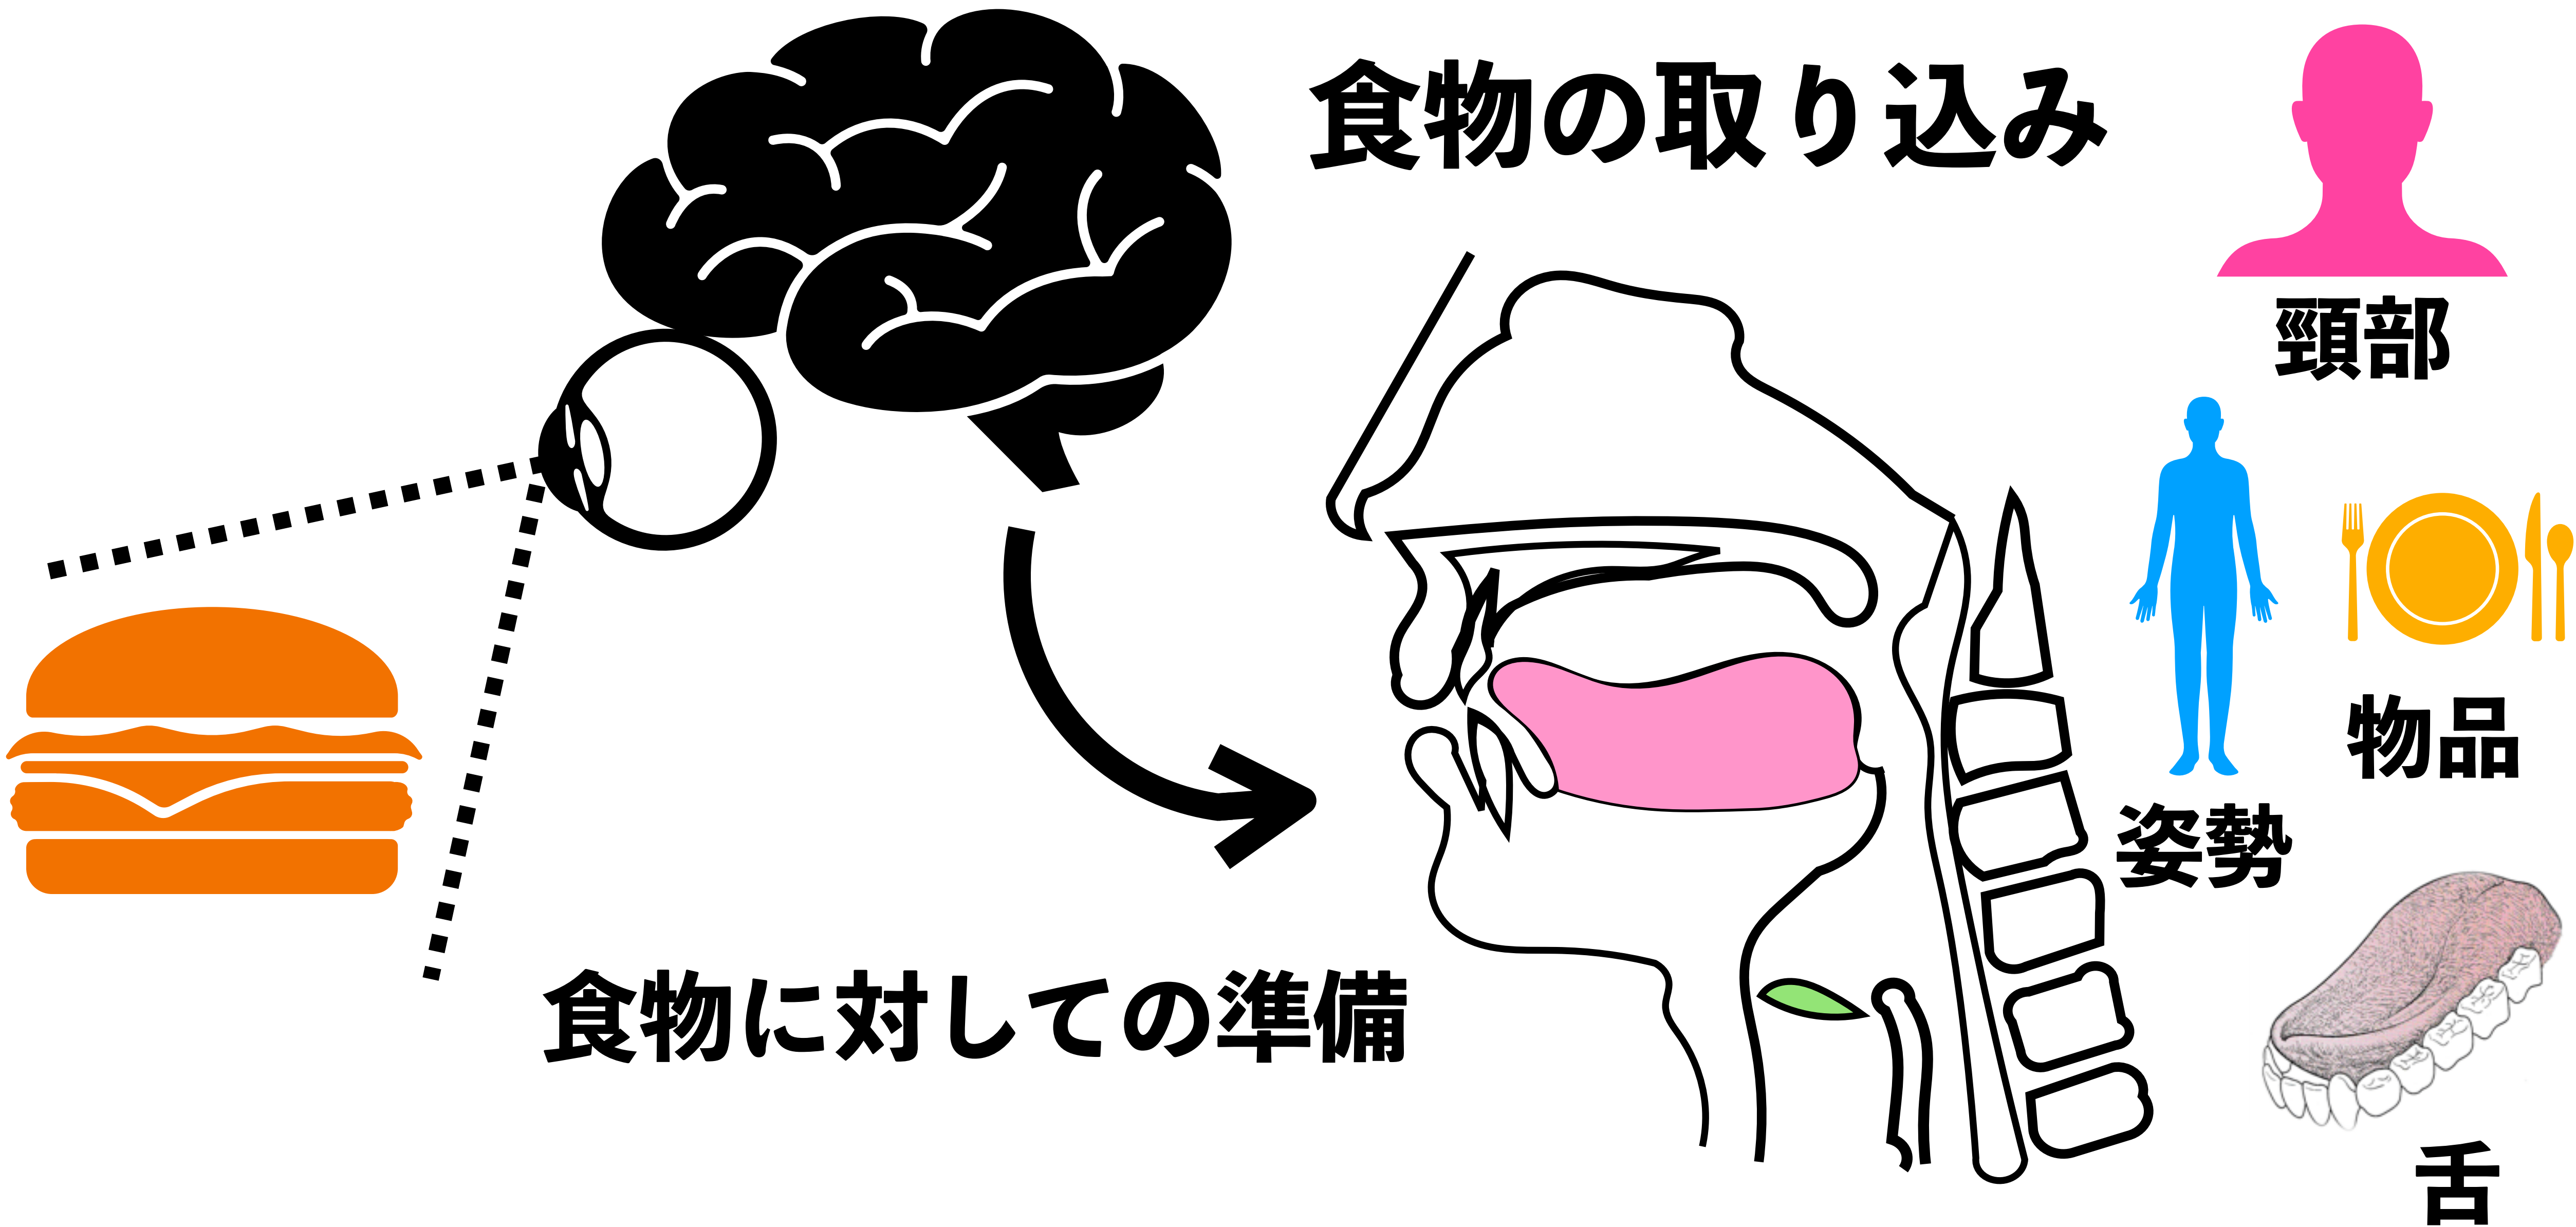 食物の取り込み
頸部
物品
姿勢
食物に対しての準備
舌